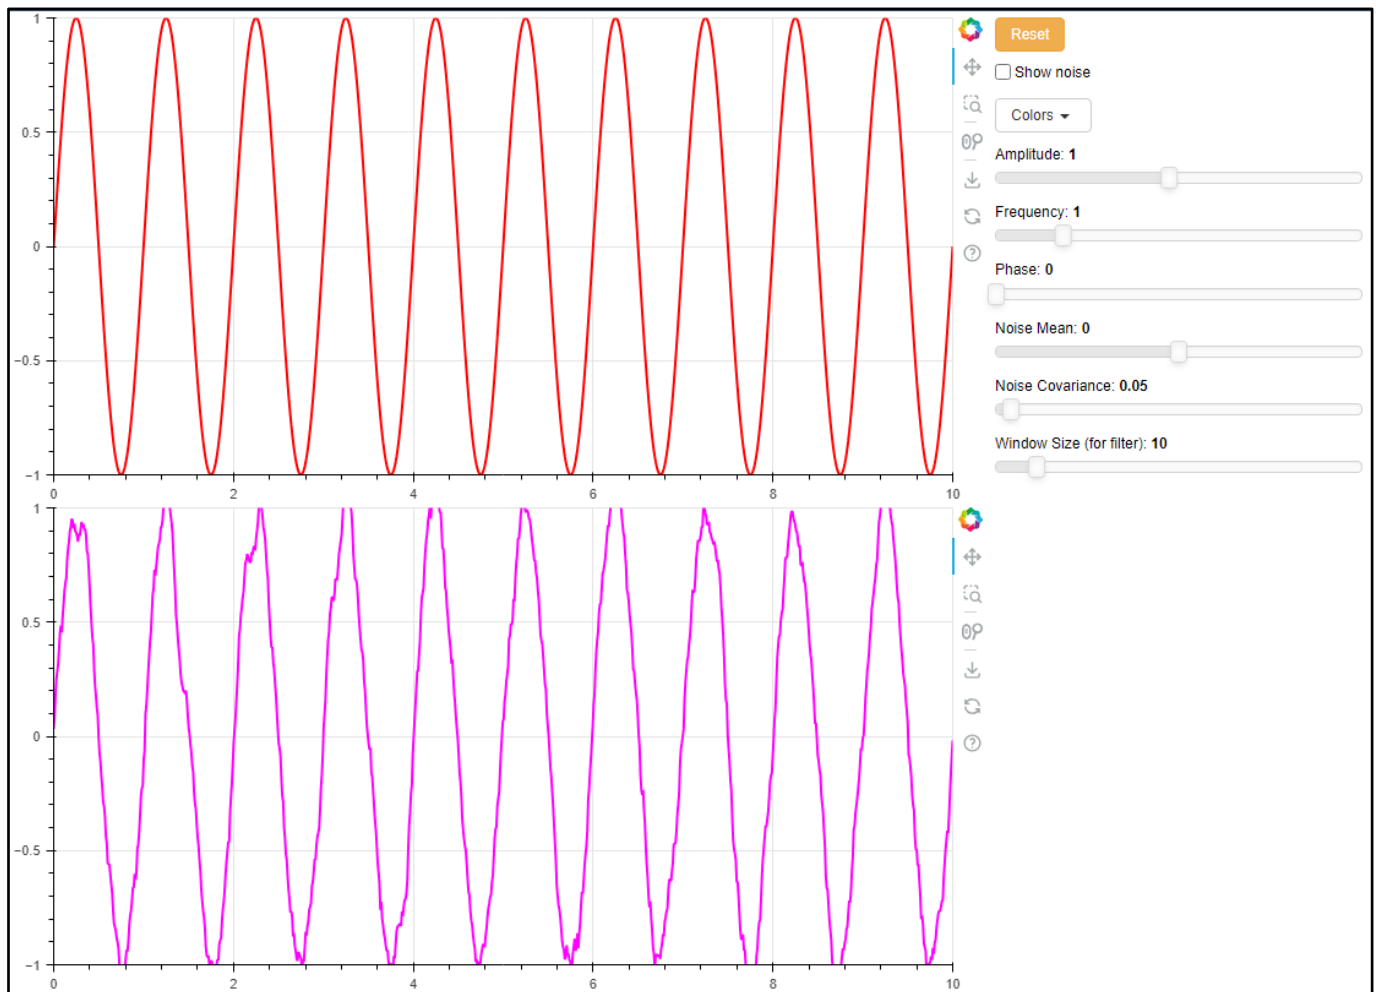 1
0.5
0
−0.5
−1
0 2 4 6 8 10
Reset
Show noise
Colors
Amplitude: 1
Frequency: 1
Phase: 0
Noise Mean: 0
Noise Covariance: 0.05
Window Size (for filter): 10
1
0.5
0
−0.5
−1
0 2 4 6 8 10